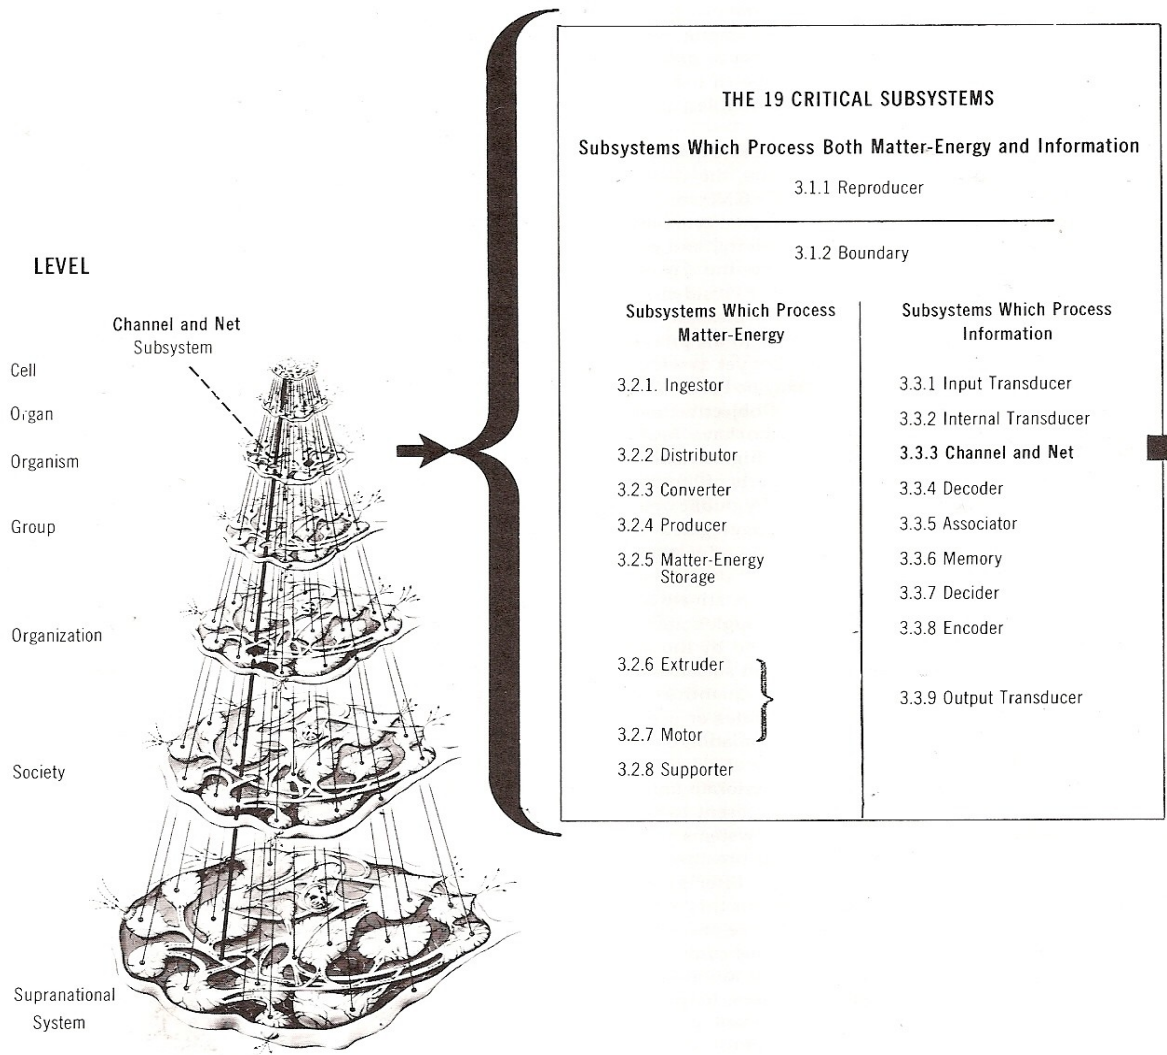 LEVEL
Channel and Net
Subsystem
Cell
Organ
Organism
Group
Organization
Society
Supranational
System
THE 19 CRITICAL SUBSYSTEMS
Subsystems Which Process Both Matter-Energy and Information
3.1.1 Reproducer
3.1.2 Boundary
Subsystems Which Process
Matter-Energy
3.2.1. Ingestor
3.2.2 Distributor
3.2.3 Converter
3.2.4 Producer
3.2.5 Matter-Energy
Storage
3.2.6 Extruder
3.2.7 Motor
3.2.8 Supporter
Subsystems Which Process
Information
3.3.1 Input Transducer
3.3.2 Internal Transducer
3.3.3 Channel and Net
3.3.4 Decoder
3.3.5 Associator
3.3.6 Memory
3.3.7 Decider
3.3.8 Encoder
3.3.9 Output Transducer